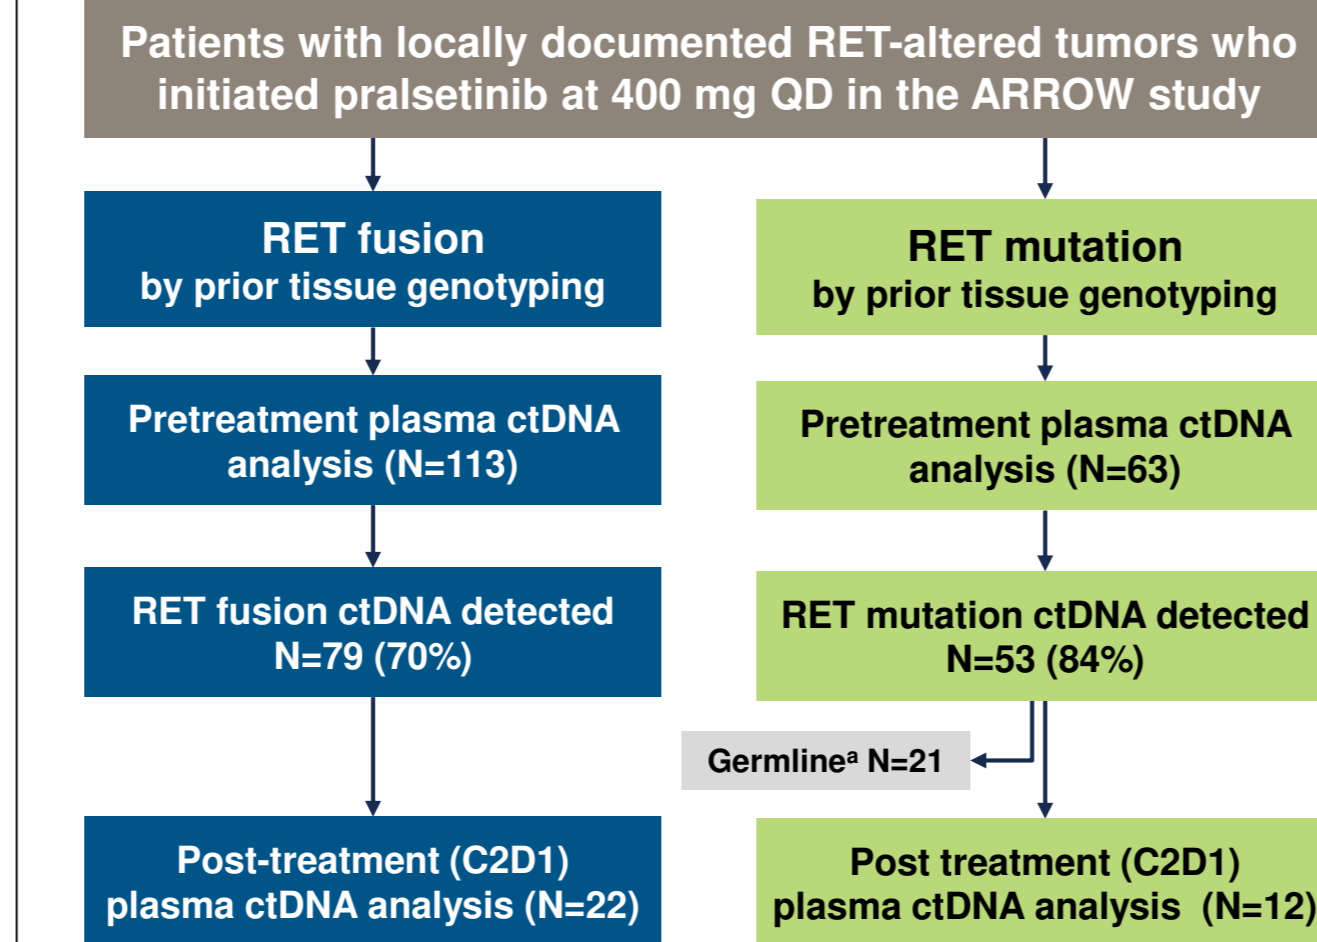 Patients with locally documented RET-altered tumors who
initiated pralsetinib at 400 mg QD in the ARROW study
RET fusion
by prior tissue genotyping
Pretreatment plasma ctDNA
analysis (N=113)
RET fusion ctDNA detected
N=79 (70%)
Post-treatment (C2D1)
plasma ctDNA analysis (N=22)
RET mutation
by prior tissue genotyping
Pretreatment plasma ctDNA
analysis (N=63)
RET mutation ctDNA detected
N=53 (84%)
Germlineᵃ N=21
Post treatment (C2D1)
plasma ctDNA analysis (N=12)